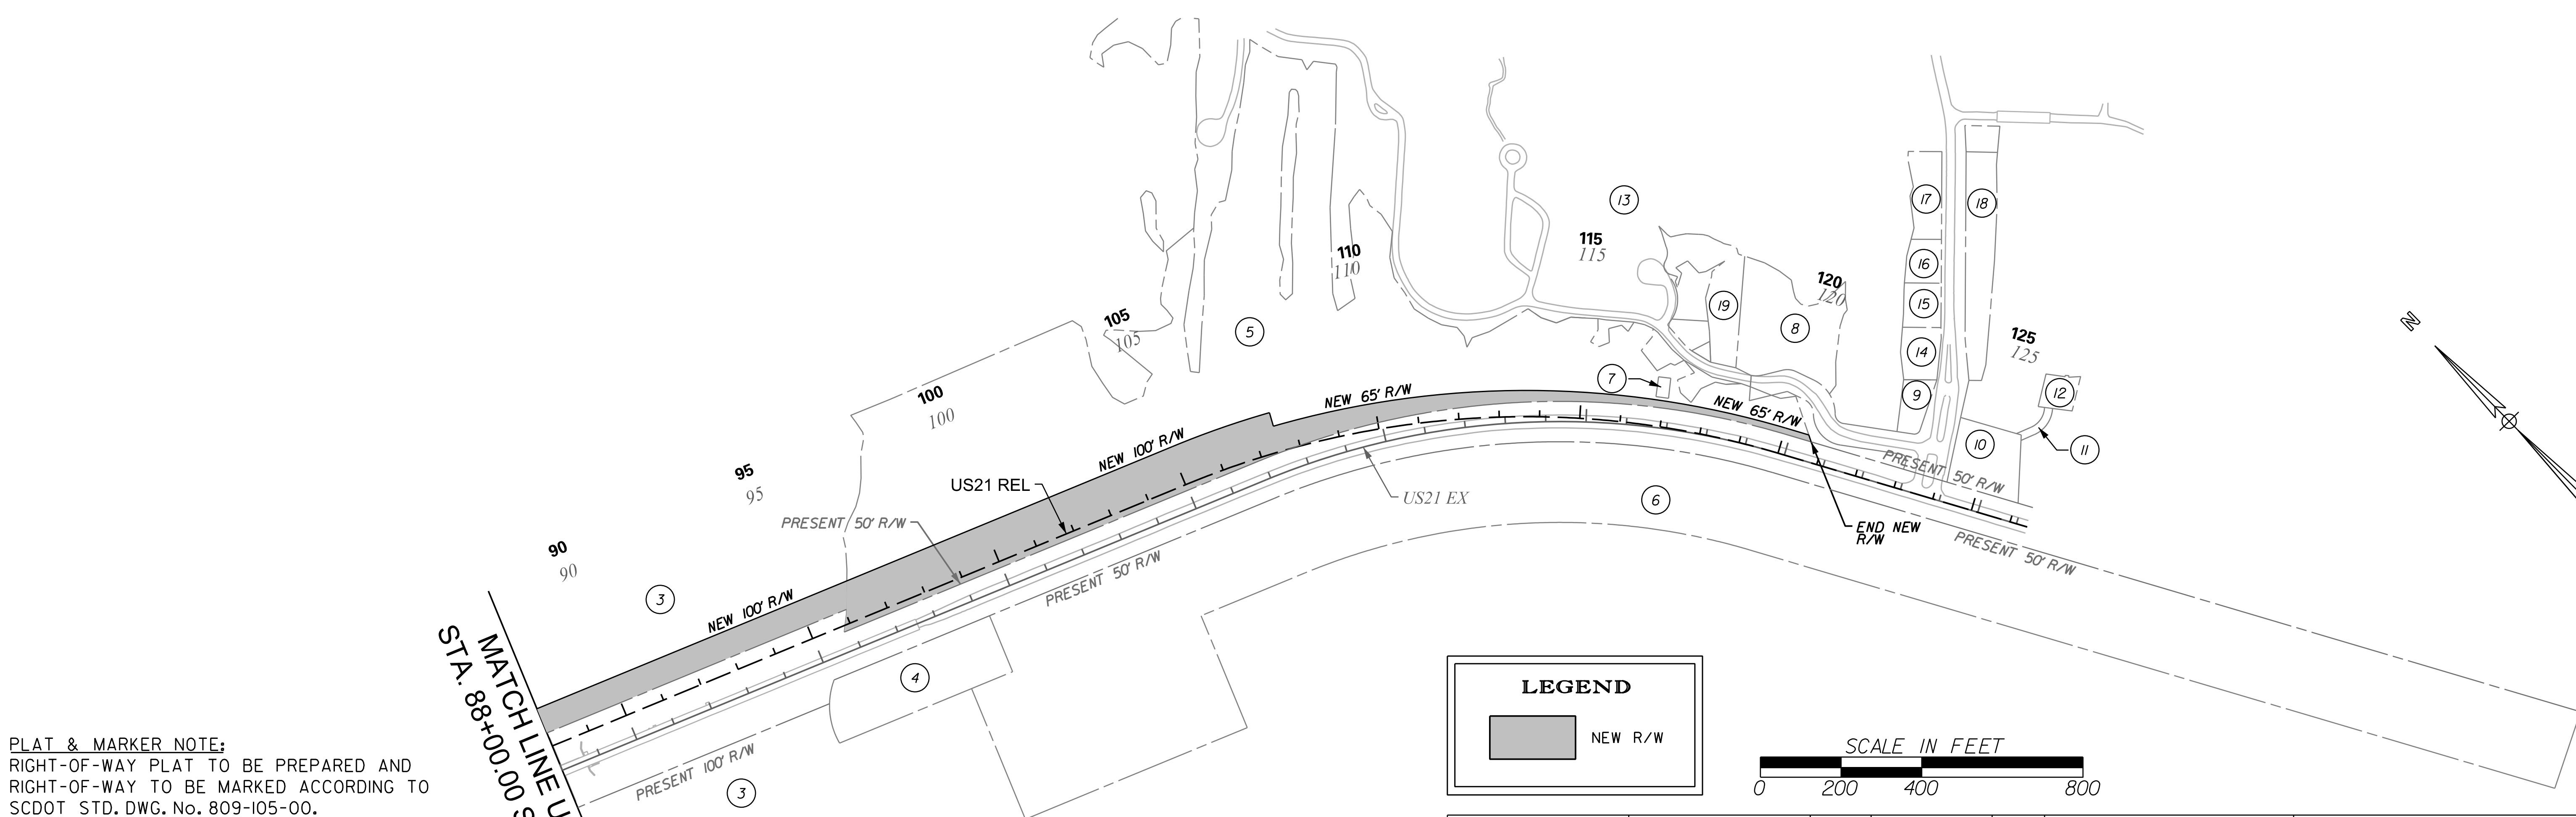 13
17
18
115
115
110
110
16
120
120
15
19
105
105
5
8
125
125
14
7
12
9
100
100
NEW 65' R/W
NEW 65' R/W
N
10
11
NEW 100' R/W
PRESENT 50' R/W
95
95
US21 REL
US21 EX
6
PRESENT 50' R/W
END NEW
R/W
PRESENT 50' R/W
90
90
PRESENT 50' R/W
3
NEW 100' R/W
4
MATCH LINE U
STA. 88+00.00 S
PRESENT 100' R/W
3
PLAT & MARKER NOTE:
RIGHT-OF-WAY PLAT TO BE PREPARED AND
RIGHT-OF-WAY TO BE MARKED ACCORDING TO
SCDOT STD. DWG. No. 809-105-00.
LEGEND
NEW R/W
SCALE IN FEET
0 200 400 800